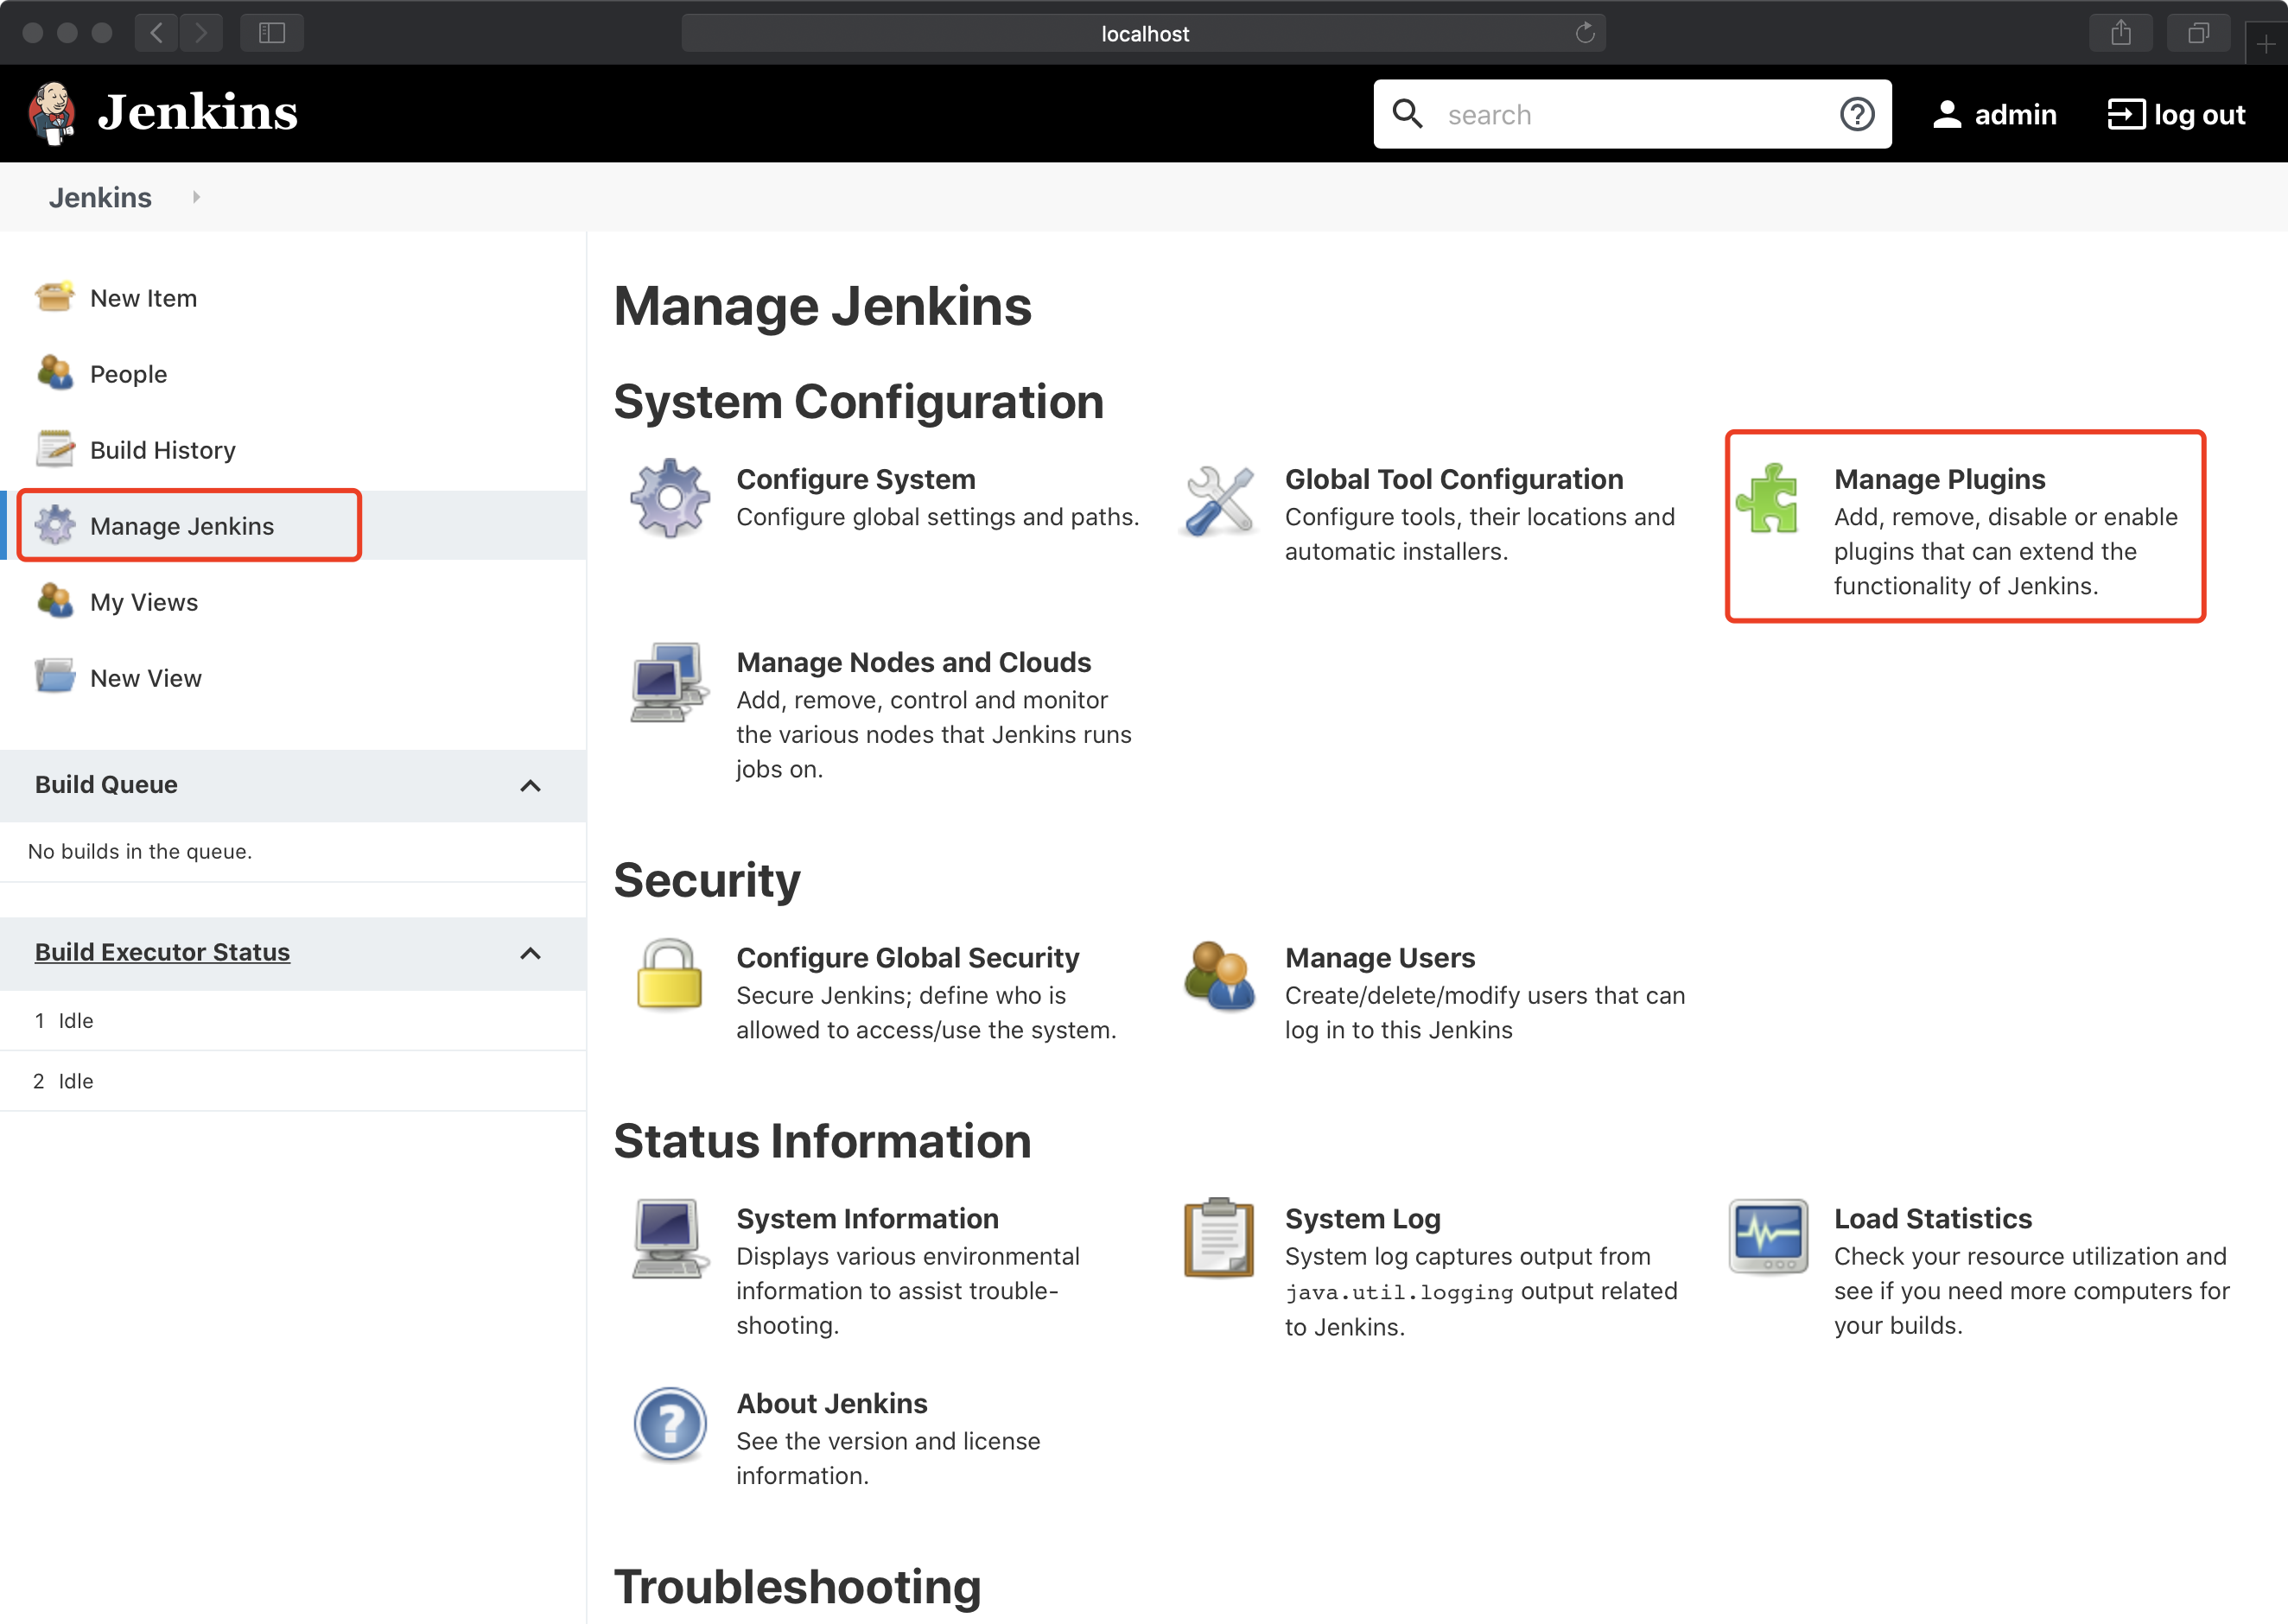 localhost
Jenkins
search
admin
log out
Jenkins
New Item
People
Build History
Manage Jenkins
My Views
New View
Build Queue
No builds in the queue.
Build Executor Status
1 Idle
2 Idle
Manage Jenkins
System Configuration
Configure System
Configure global settings and paths.
Global Tool Configuration
Configure tools, their locations and
automatic installers.
Manage Plugins
Add, remove, disable or enable
plugins that can extend the
functionality of Jenkins.
Manage Nodes and Clouds
Add, remove, control and monitor
the various nodes that Jenkins runs
jobs on.
Security
Configure Global Security
Secure Jenkins; define who is
allowed to access/use the system.
Manage Users
Create/delete/modify users that can
log in to this Jenkins
Status Information
System Information
Displays various environmental
information to assist trouble-
shooting.
System Log
System log captures output from
java.util.logging output related
to Jenkins.
Load Statistics
Check your resource utilization and
see if you need more computers for
your builds.
About Jenkins
See the version and license
information.
Troubleshooting